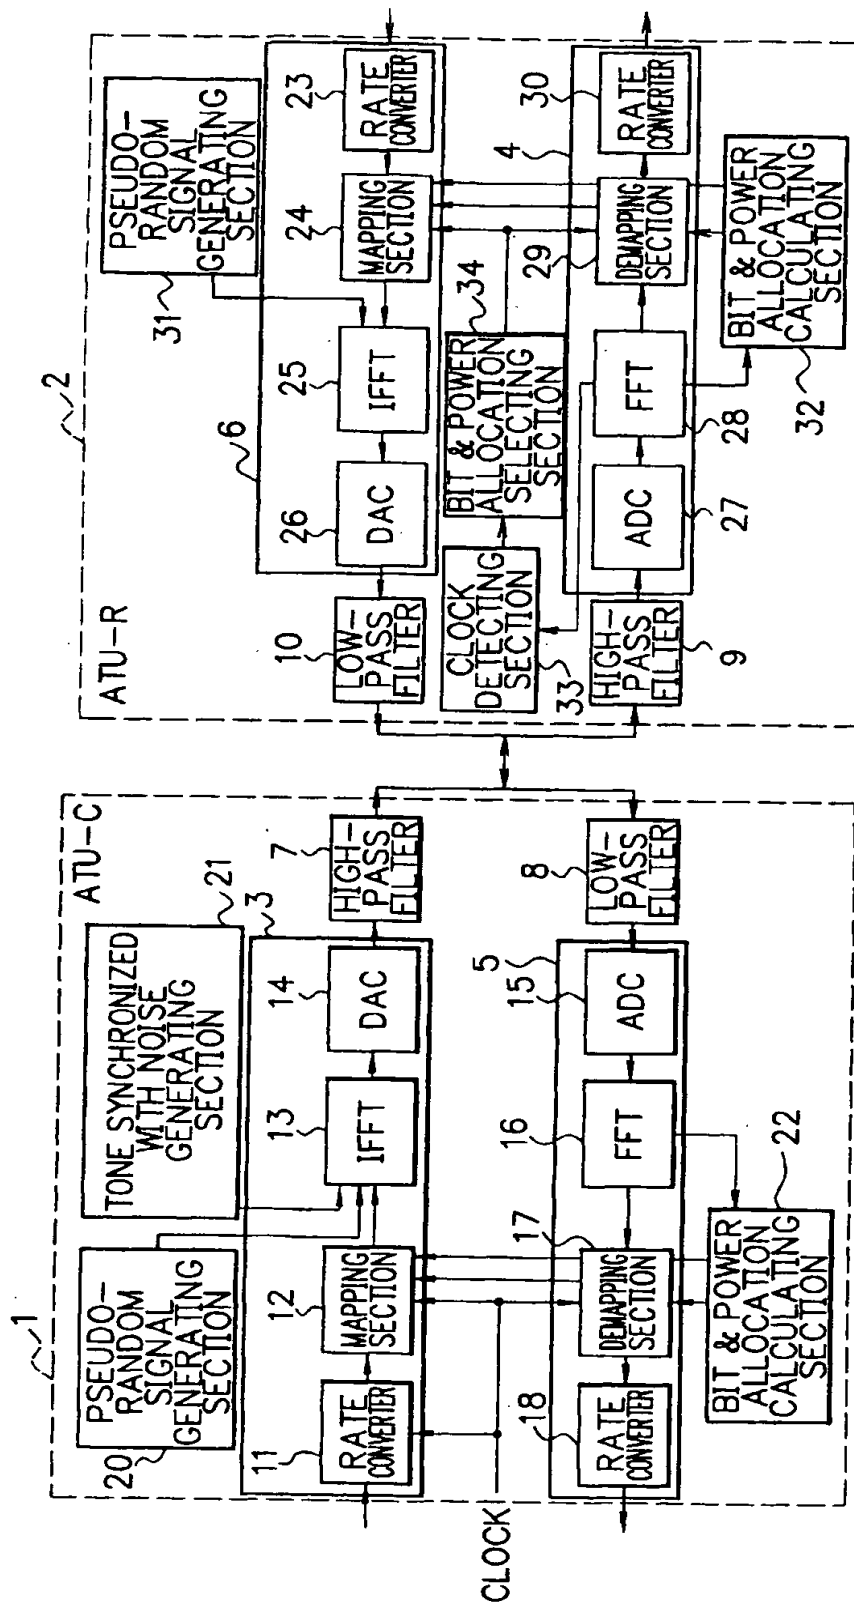 1
ATU-C
PSEUDO-
RANDOM
SIGNAL
GENERATING
SECTION
20
TONE SYNCHRONIZED
WITH NOISE
GENERATING
SECTION
21
3
11
RATE
CONVERTER
12
MAPPING
SECTION
13
IFFT
14
DAC
7
HIGH-
PASS
FILTER
CLOCK
5
18
RATE
CONVERTER
17
DEMAPPING
SECTION
16
FFT
15
ADC
8
LOW-
PASS
FILTER
BIT & POWER
ALLOCATION
CALCULATING
SECTION
22
2
ATU-R
PSEUDO-
RANDOM
SIGNAL
GENERATING
SECTION
31
6
10
LOW-
PASS
FILTER
26
DAC
25
IFFT
24
MAPPING
SECTION
23
RATE
CONVERTER
CLOCK
DETECTING
SECTION
33
BIT & POWER
ALLOCATION
SELECTING
SECTION
34
4
HIGH-
PASS
FILTER
9
ADC
27
FFT
28
29
DEMAPPING
SECTION
30
RATE
CONVERTER
BIT & POWER
ALLOCATION
CALCULATING
SECTION
32